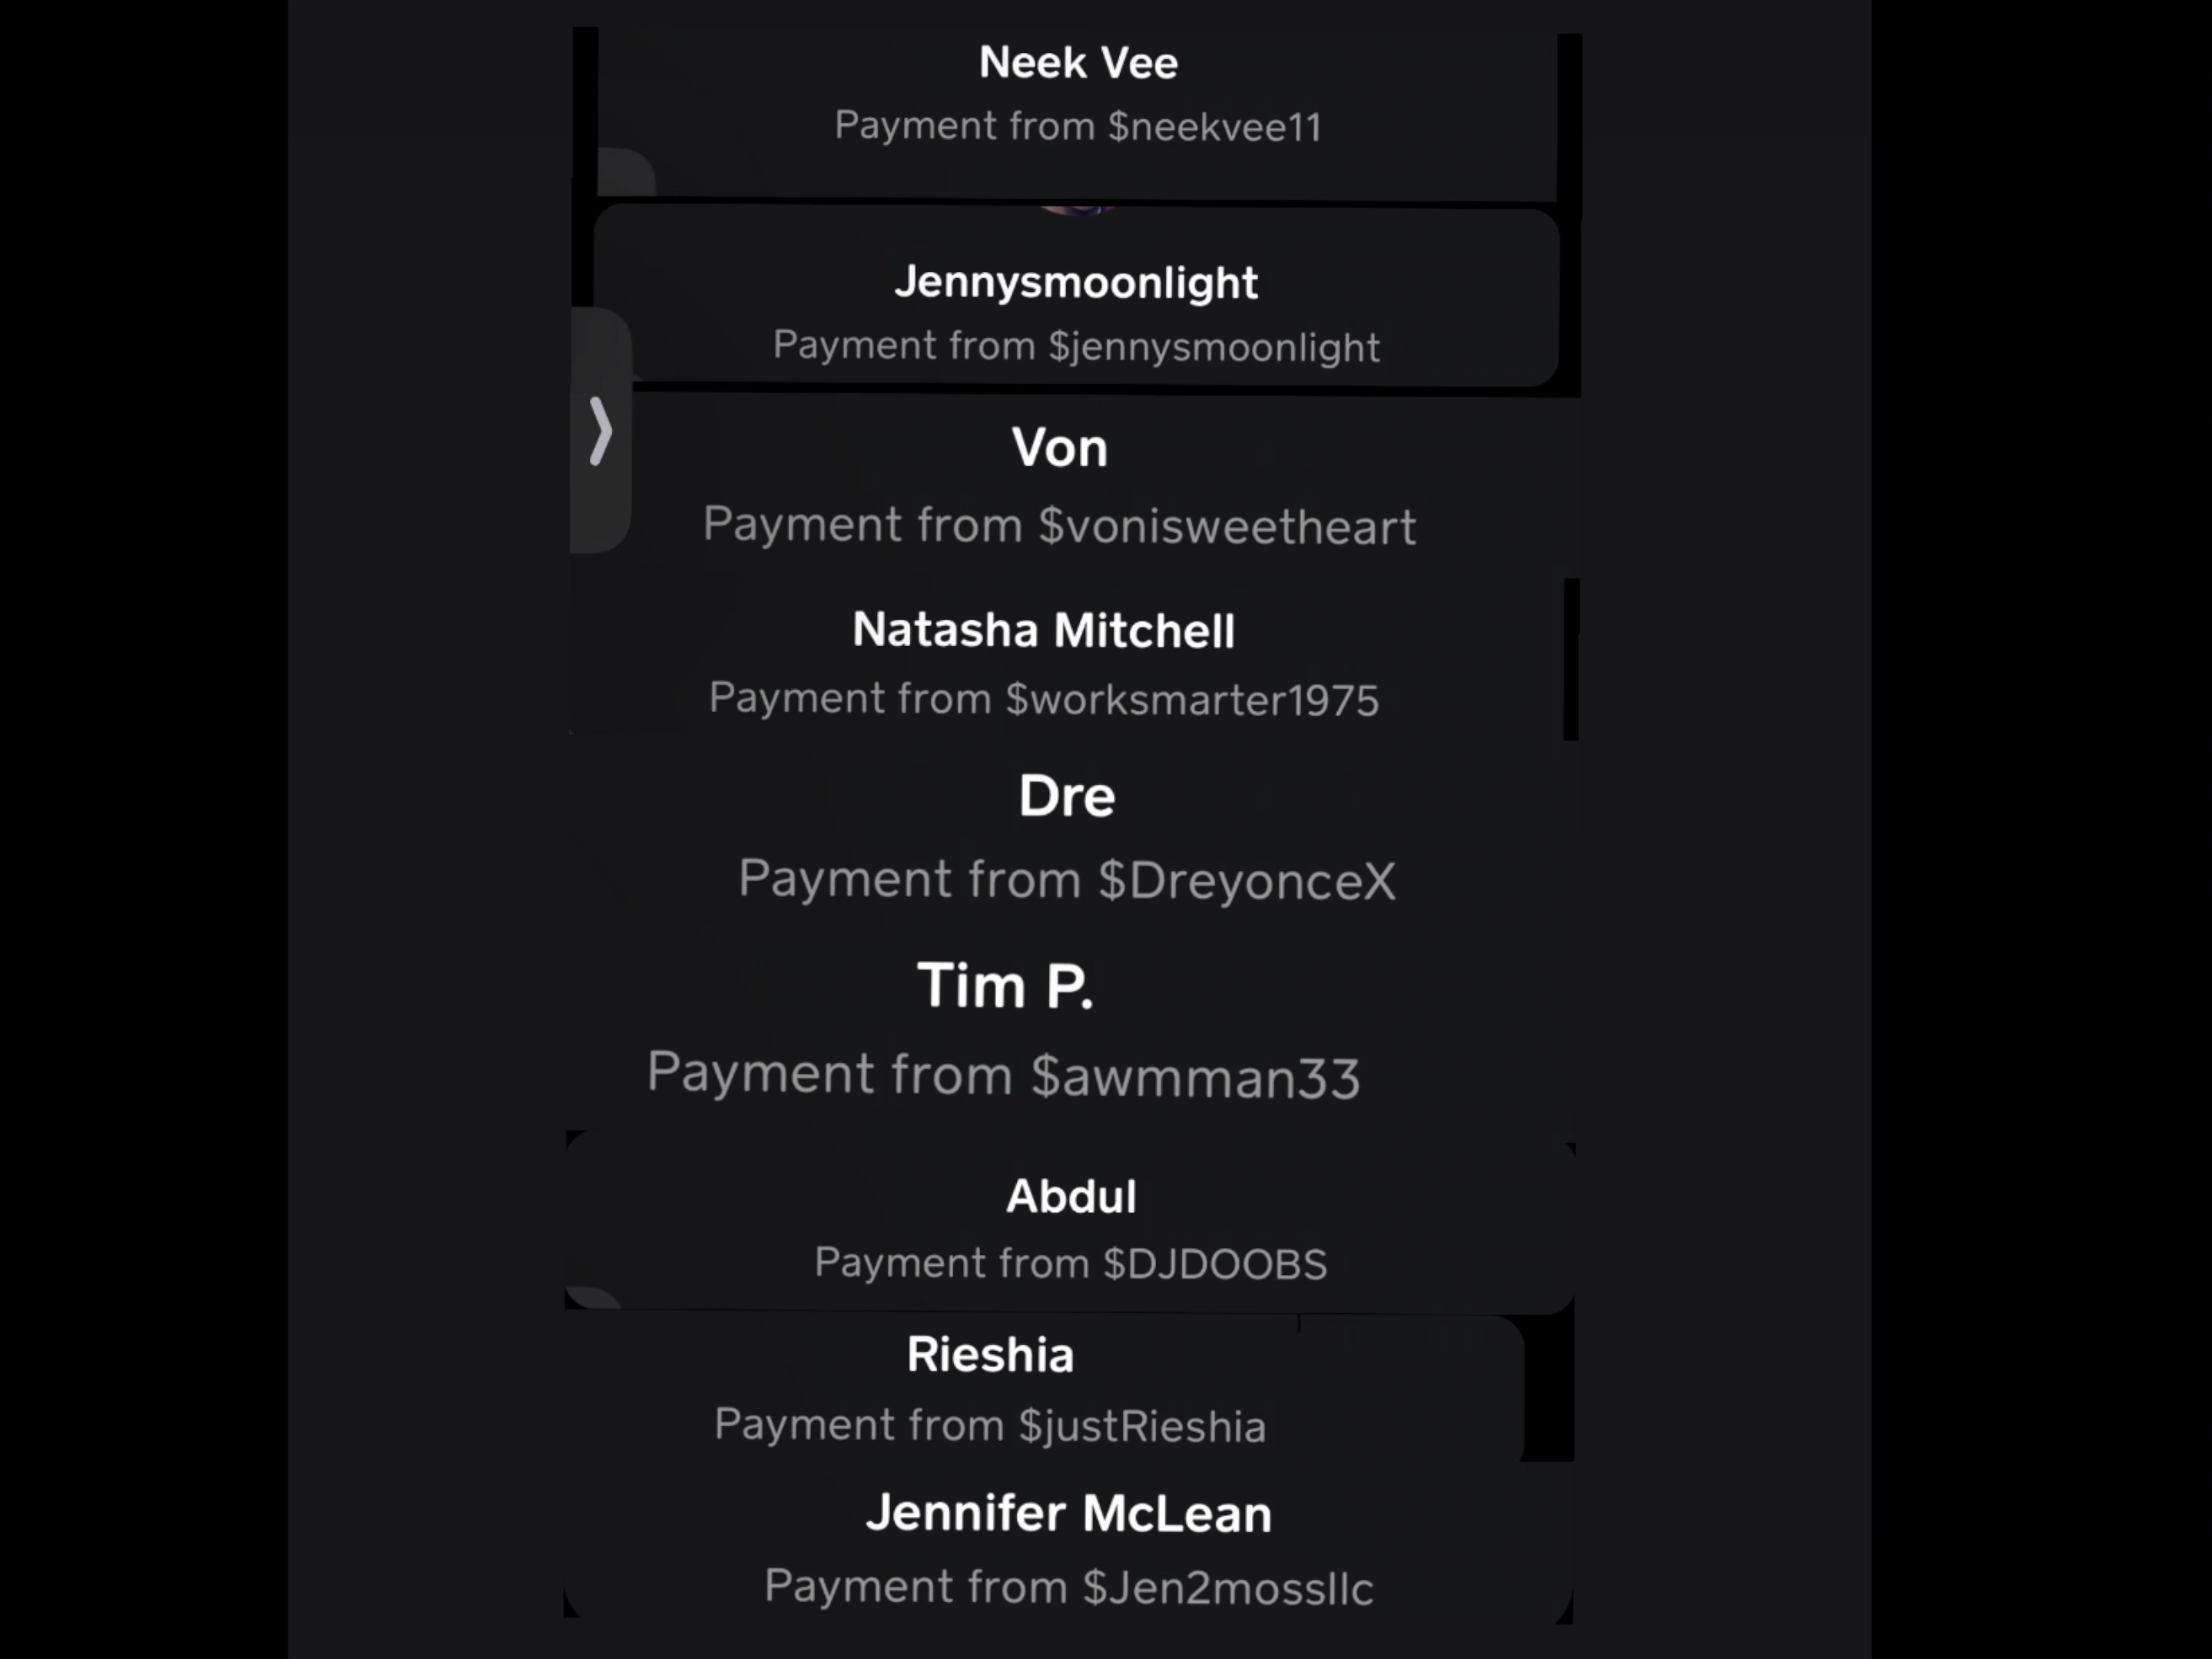 Neek Vee
Payment from $neekvee11
Jennysmoonlight
Payment from $jennysmoonlight
Von
Payment from $vonisweetheart
Natasha Mitchell
Payment from $worksmarter1975
Dre
Payment from $DreyonceX
Tim P.
Payment from $awmman33
Abdul
Payment from $DJDOOBS
Rieshia
Payment from $justRieshia
Jennifer McLean
Payment from $Jen2mossllc